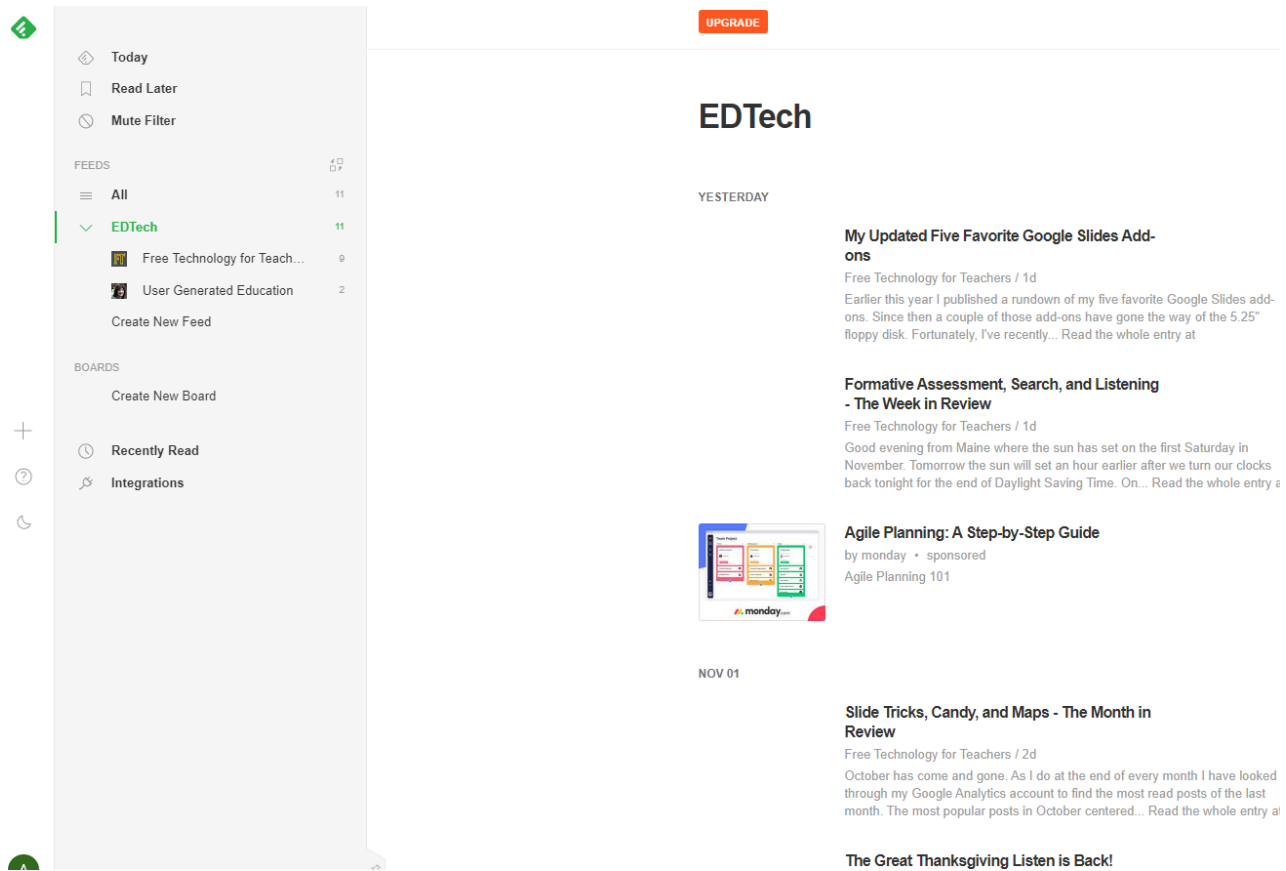 UPGRADE
Today
Read Later
Mute Filter
FEEDS
All 11
EDTech 11
Free Technology for Teach... 9
User Generated Education 2
Create New Feed
BOARDS
Create New Board
Recently Read
Integrations
A
EDTech
YESTERDAY
My Updated Five Favorite Google Slides Add-
ons
Free Technology for Teachers / 1d
Earlier this year I published a rundown of my five favorite Google Slides add-
ons. Since then a couple of those add-ons have gone the way of the 5.25"
floppy disk. Fortunately, I've recently... Read the whole entry at
Formative Assessment, Search, and Listening
- The Week in Review
Free Technology for Teachers / 1d
Good evening from Maine where the sun has set on the first Saturday in
November. Tomorrow the sun will set an hour earlier after we turn our clocks
back tonight for the end of Daylight Saving Time. On... Read the whole entry a
Team Project
monday.com
Agile Planning: A Step-by-Step Guide
by monday • sponsored
Agile Planning 101
NOV 01
Slide Tricks, Candy, and Maps - The Month in
Review
Free Technology for Teachers / 2d
October has come and gone. As I do at the end of every month I have looked
through my Google Analytics account to find the most read posts of the last
month. The most popular posts in October centered... Read the whole entry at
The Great Thanksgiving Listen is Back!